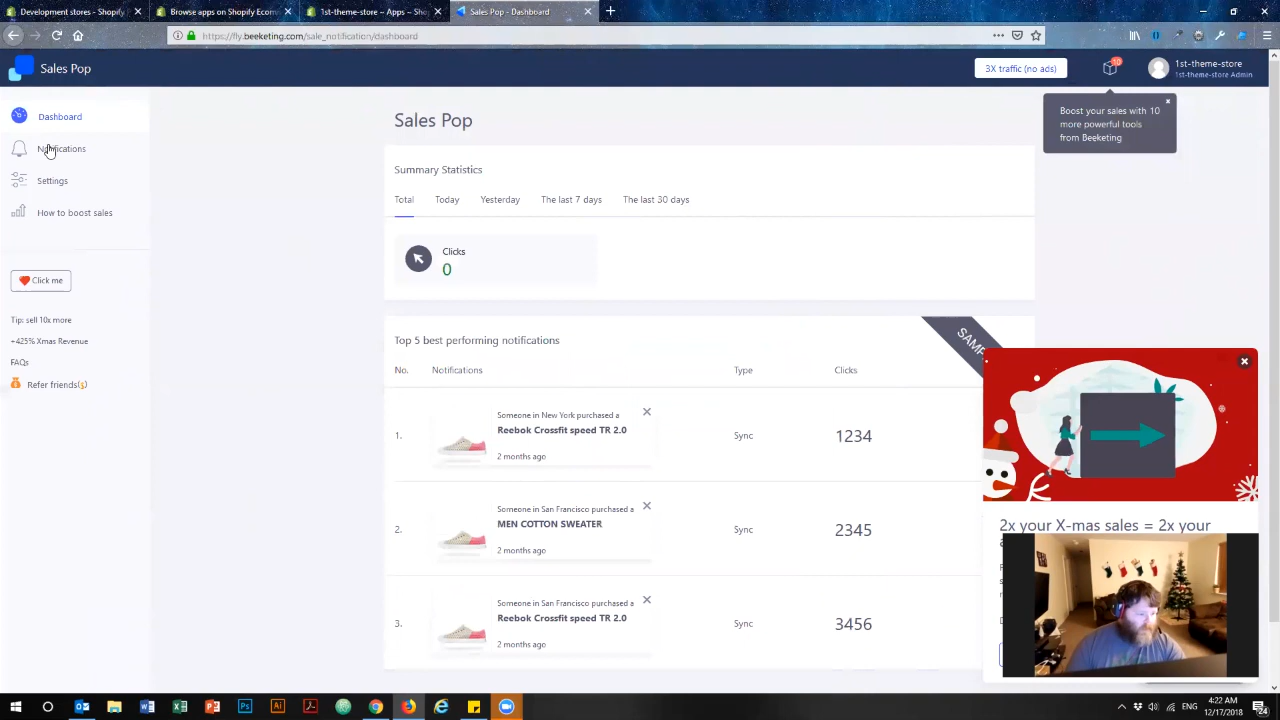 Development stores - Shopify
Browse apps on Shopify Ecom
1st-theme-store ~ Apps ~ Shopify
Sales Pop - Dashboard
https://fly.beeketing.com/sale_notification/dashboard
Sales Pop
3X traffic (no ads)
10
1st-theme-store
1st-theme-store Admin
Boost your sales with 10
more powerful tools
from Beeketing
Dashboard
Notifications
Settings
How to boost sales
Click me
Tip: sell 10x more
+425% Xmas Revenue
FAQs
Refer friends($)
Sales Pop
Summary Statistics
Total
Today
Yesterday
The last 7 days
The last 30 days
Clicks
0
Top 5 best performing notifications
No.
Notifications
Type
Clicks
1.
Someone in New York purchased a
Reebok Crossfit speed TR 2.0
2 months ago
Sync
1234
2.
Someone in San Francisco purchased a
MEN COTTON SWEATER
2 months ago
Sync
2345
3.
Someone in San Francisco purchased a
Reebok Crossfit speed TR 2.0
2 months ago
Sync
3456
2x your X-mas sales = 2x your
ENG
4:22 AM
12/17/2018
24